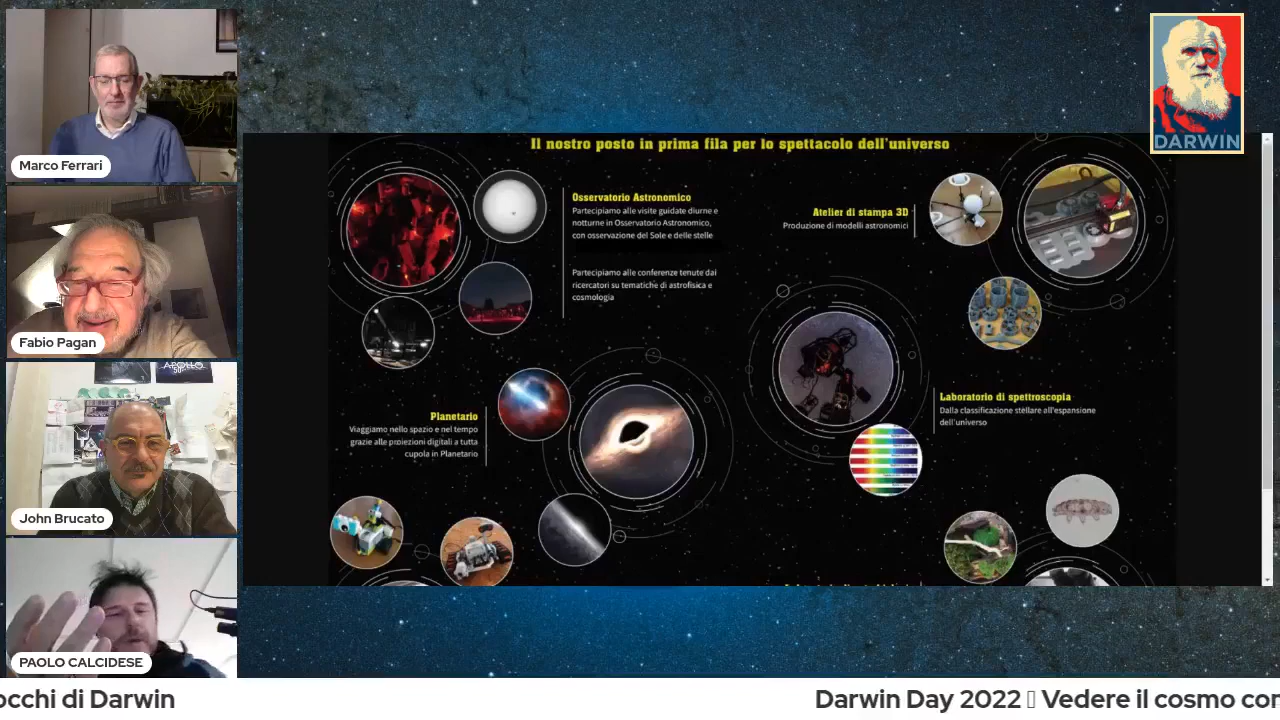 DARWIN
Marco Ferrari
Fabio Pagan
APOLLO
50
John Brucato
PAOLO CALCIDESE
Il nostro posto in prima fila per lo spettacolo dell'universo
Osservatorio Astronomico
Partecipiamo alle visite guidate diurne e
notturne in Osservatorio Astronomico,
con osservazione del Sole e delle stelle
Partecipiamo alle conferenze tenute dai
ricercatori su tematiche di astrofisica e
cosmologia
Atelier di stampa 3D
Produzione di modelli astronomici
Planetario
Viaggiamo nello spazio e nel tempo
grazie alle proiezioni digitali a tutta
cupola in Planetario
Laboratorio di spettroscopia
Dalla classificazione stellare all'espansione
dell'universo
occhi di Darwin
Darwin Day 2022 Vedere il cosmo con